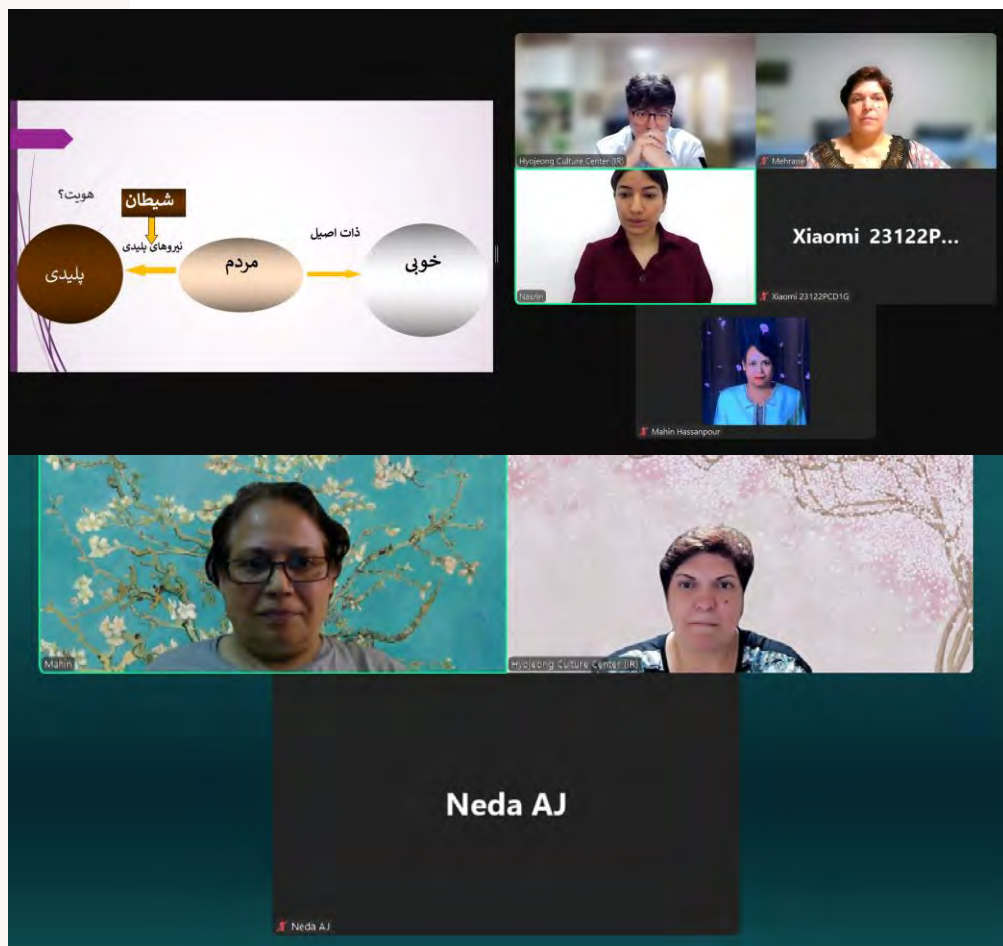 هویت؟
شیطان
نیروهای پلیدی
ذات اصیل
پلیدی
مردم
خوبی
Hyojeong Culture Center (IR)
Mehrane
Nasrin
Xiaomi 23122P...
Xiaomi 23122PCD1G
Mahin Hassanpour
Mahin
Hyojeong Culture Center (IR)
Neda AJ
Neda AJ